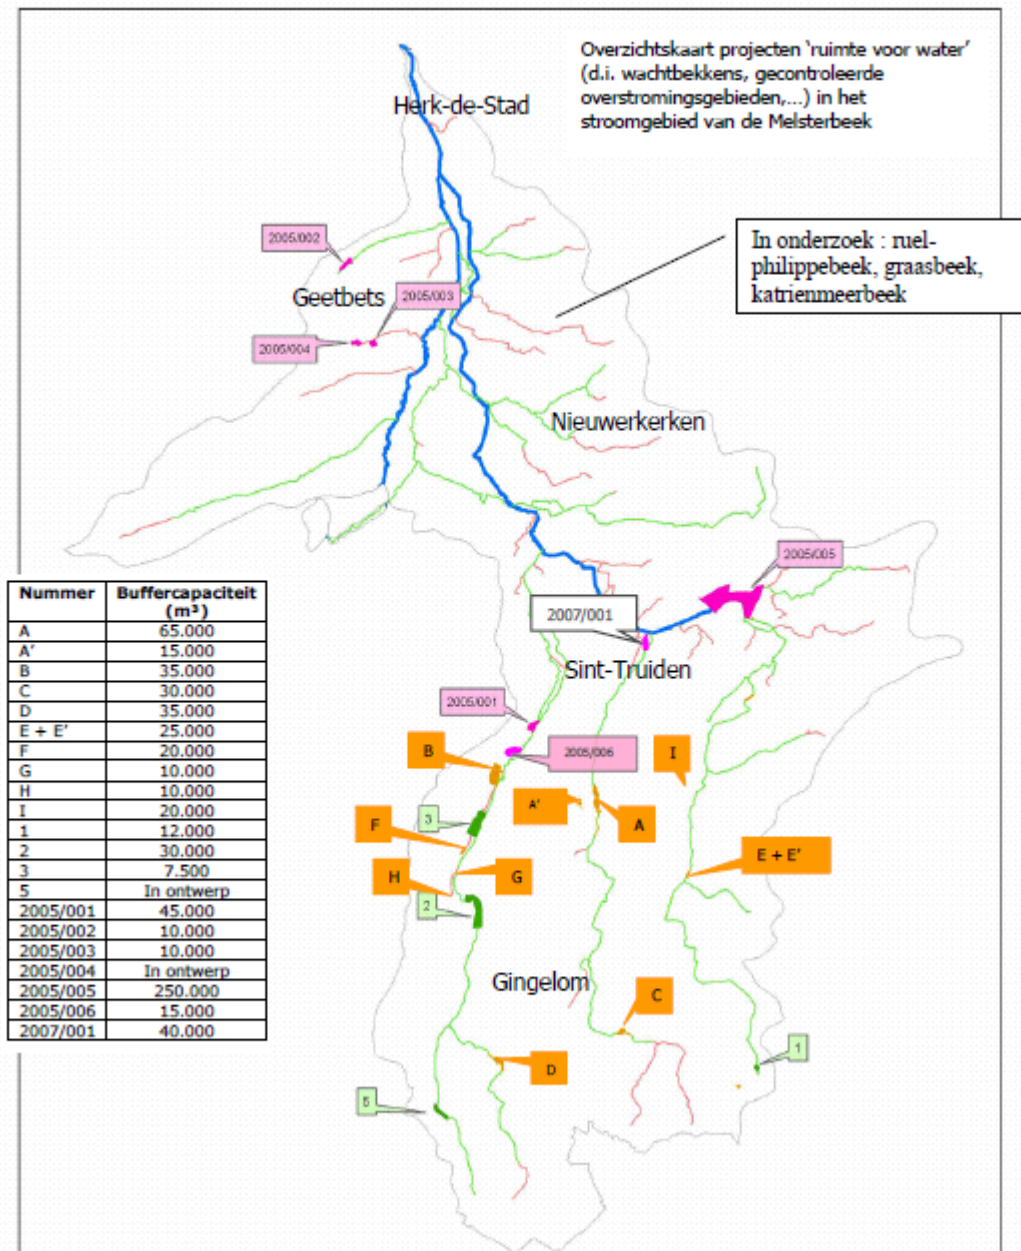 Overzichtskaart projecten 'ruimte voor water'
(d.i. wachtbekkens, gecontroleerde
overstromingsgebieden,...) in het
stroomgebied van de Melsterbeek
Herk-de-Stad
In onderzoek : ruel-
philippebeek, graasbeek,
katrienmeerbeek
2005/002
Geetbets
2005/003
2005/004
Nieuwerkerken
2005/005
2007/001
Sint-Truiden
2005/001
2005/006
B
I
A'
A
3
F
E + E'
H
G
2
Gingelom
C
1
D
5
Nummer Buffercapaciteit
(m³)
A 65.000
A' 15.000
B 35.000
C 30.000
D 35.000
E + E' 25.000
F 20.000
G 10.000
H 10.000
I 20.000
1 12.000
2 30.000
3 7.500
5 In ontwerp
2005/001 45.000
2005/002 10.000
2005/003 10.000
2005/004 In ontwerp
2005/005 250.000
2005/006 15.000
2007/001 40.000